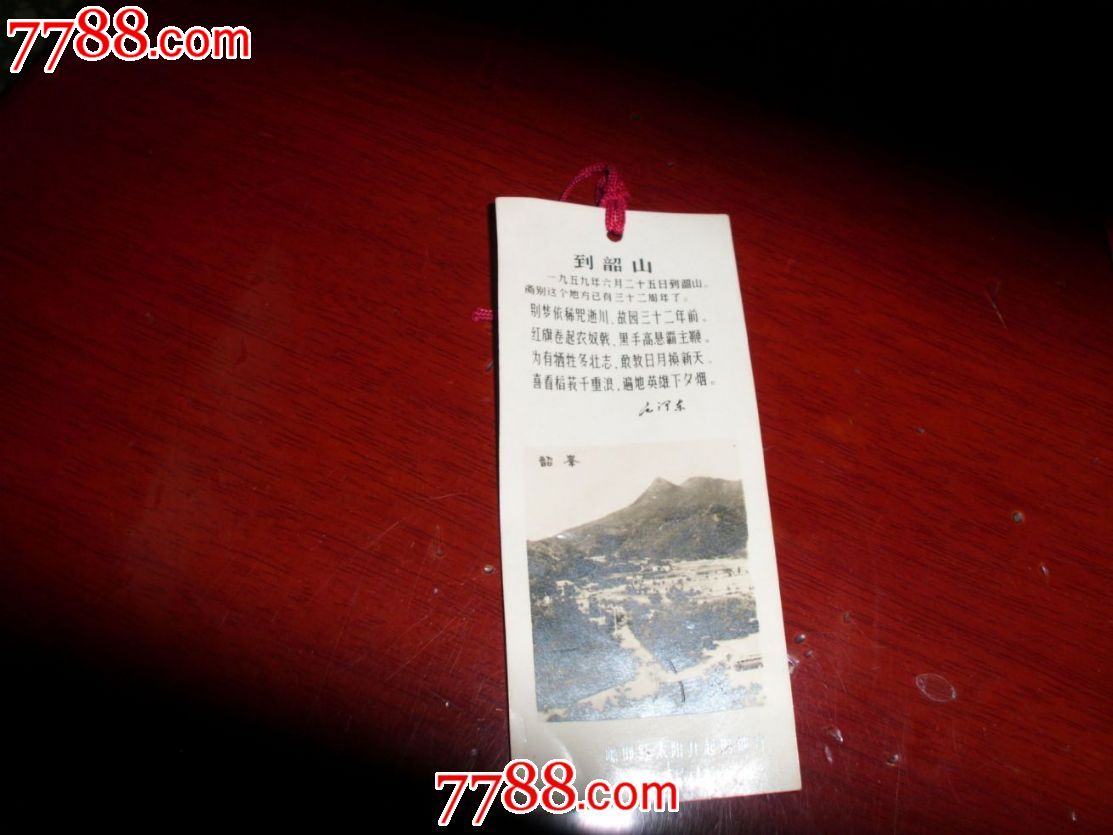 7788.com
到韶山
一九五九年六月二十五日到韶山。
离别这个地方已有三十二周年了。
别梦依稀咒逝川、故园三十二年前。
红旗卷起农奴戟、黑手高悬霸主鞭。
为有牺牲多壮志，敢教日月换新天。
喜看稻菽千重浪，遍地英雄下夕烟。
毛泽东
韶峯
太阳升起
7788.com